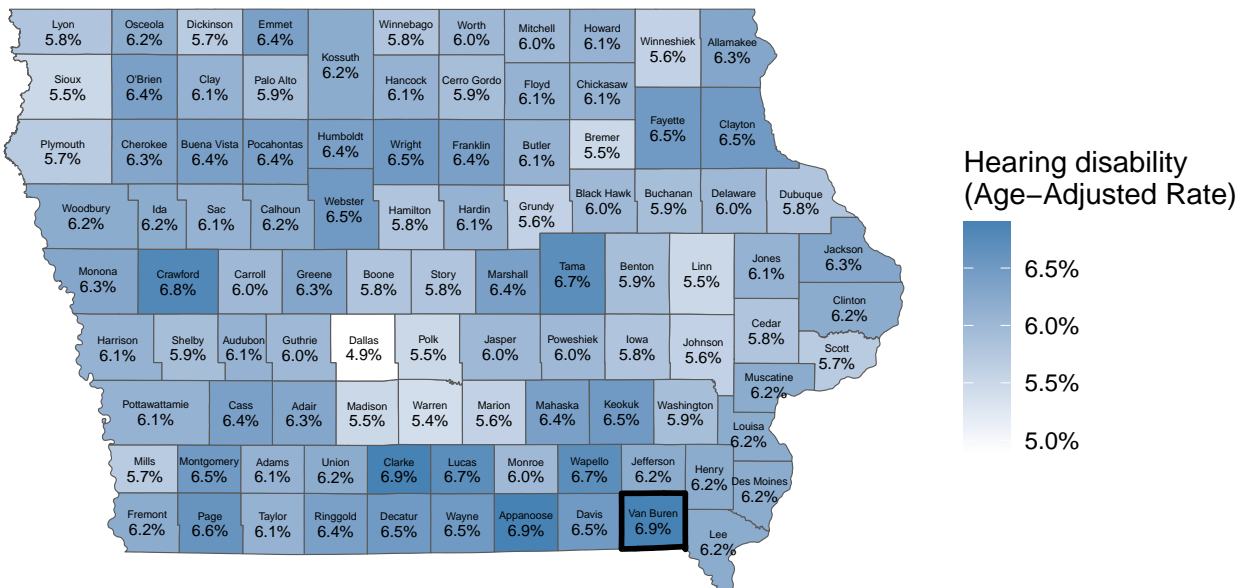 Lyon
5.8%
Osceola
6.2%
Dickinson
5.7%
Emmet
6.4%
Kossuth
6.2%
Winnebago
5.8%
Worth
6.0%
Mitchell
6.0%
Howard
6.1%
Winneshiek
5.6%
Allamakee
6.3%
Sioux
5.5%
O'Brien
6.4%
Clay
6.1%
Palo Alto
5.9%
Hancock
6.1%
Cerro Gordo
5.9%
Floyd
6.1%
Chickasaw
6.1%
Fayette
6.5%
Clayton
6.5%
Plymouth
5.7%
Cherokee
6.3%
Buena Vista
6.4%
Pocahontas
6.4%
Humboldt
6.4%
Wright
6.5%
Franklin
6.4%
Butler
6.1%
Bremer
5.5%
Woodbury
6.2%
Ida
6.2%
Sac
6.1%
Calhoun
6.2%
Webster
6.5%
Hamilton
5.8%
Hardin
6.1%
Grundy
5.6%
Black Hawk
6.0%
Buchanan
5.9%
Delaware
6.0%
Dubuque
5.8%
Monona
6.3%
Crawford
6.8%
Carroll
6.0%
Greene
6.3%
Boone
5.8%
Story
5.8%
Marshall
6.4%
Tama
6.7%
Benton
5.9%
Linn
5.5%
Jones
6.1%
Jackson
6.3%
Clinton
6.2%
Harrison
6.1%
Shelby
5.9%
Audubon
6.1%
Guthrie
6.0%
Dallas
4.9%
Polk
5.5%
Jasper
6.0%
Poweshiek
6.0%
Iowa
5.8%
Johnson
5.6%
Cedar
5.8%
Scott
5.7%
Muscatine
6.2%
Pottawattamie
6.1%
Cass
6.4%
Adair
6.3%
Madison
5.5%
Warren
5.4%
Marion
5.6%
Mahaska
6.4%
Keokuk
6.5%
Washington
5.9%
Louisa
6.2%
Mills
5.7%
Montgomery
6.5%
Adams
6.1%
Union
6.2%
Clarke
6.9%
Lucas
6.7%
Monroe
6.0%
Wapello
6.7%
Jefferson
6.2%
Henry
6.2%
Des Moines
6.2%
Fremont
6.2%
Page
6.6%
Taylor
6.1%
Ringgold
6.4%
Decatur
6.5%
Wayne
6.5%
Appanoose
6.9%
Davis
6.5%
Van Buren
6.9%
Lee
6.2%
Hearing disability
(Age−Adjusted Rate)
6.5%
6.0%
5.5%
5.0%